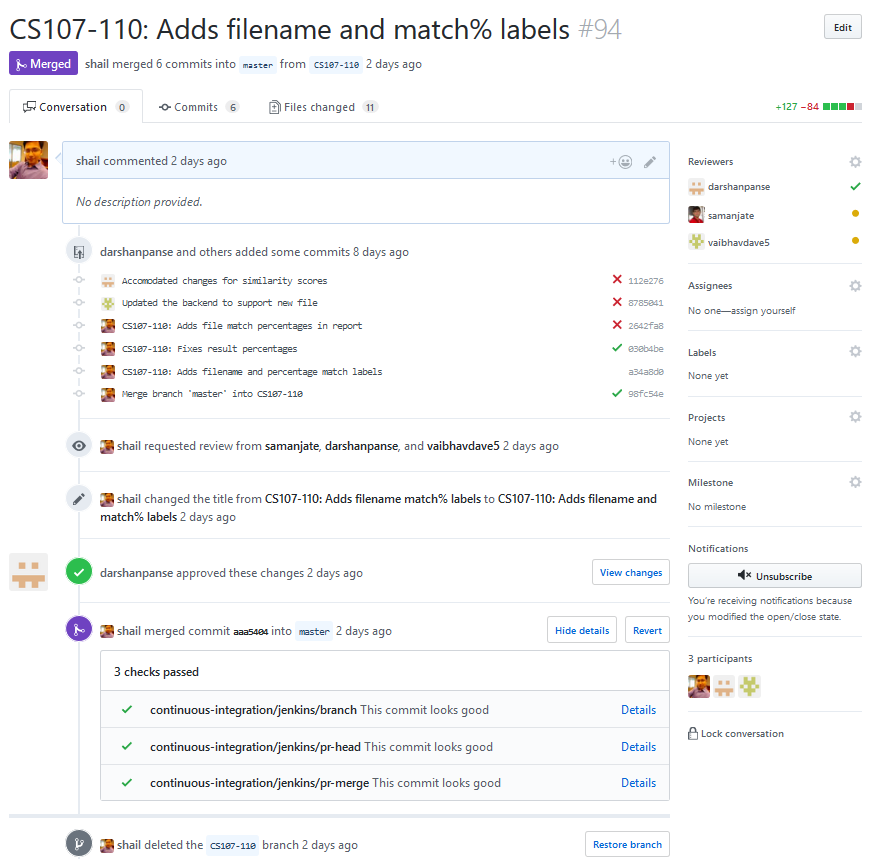 CS107-110: Adds filename and match% labels #94
Edit
Merged shail merged 6 commits into master from CS107-110 2 days ago
Conversation 0 Commits 6 Files changed 11 +127 −84
shail commented 2 days ago
No description provided.
darshanpanse and others added some commits 8 days ago
Accomodated changes for similarity scores 112e276
Updated the backend to support new file 8785041
CS107-110: Adds file match percentages in report 2642fa8
CS107-110: Fixes result percentages 030b4be
CS107-110: Adds filename and percentage match labels a34a8d0
Merge branch 'master' into CS107-110 98fc54e
shail requested review from samanjate, darshanpanse, and vaibhavdave5 2 days ago
shail changed the title from CS107-110: Adds filename match% labels to CS107-110: Adds filename and
match% labels 2 days ago
darshanpanse approved these changes 2 days ago View changes
shail merged commit aaa5404 into master 2 days ago Hide details Revert
3 checks passed
continuous-integration/jenkins/branch This commit looks good Details
continuous-integration/jenkins/pr-head This commit looks good Details
continuous-integration/jenkins/pr-merge This commit looks good Details
shail deleted the CS107-110 branch 2 days ago Restore branch
Reviewers
darshanpanse
samanjate
vaibhavdave5
Assignees
No one—assign yourself
Labels
None yet
Projects
None yet
Milestone
No milestone
Notifications
Unsubscribe
You're receiving notifications because
you modified the open/close state.
3 participants
Lock conversation